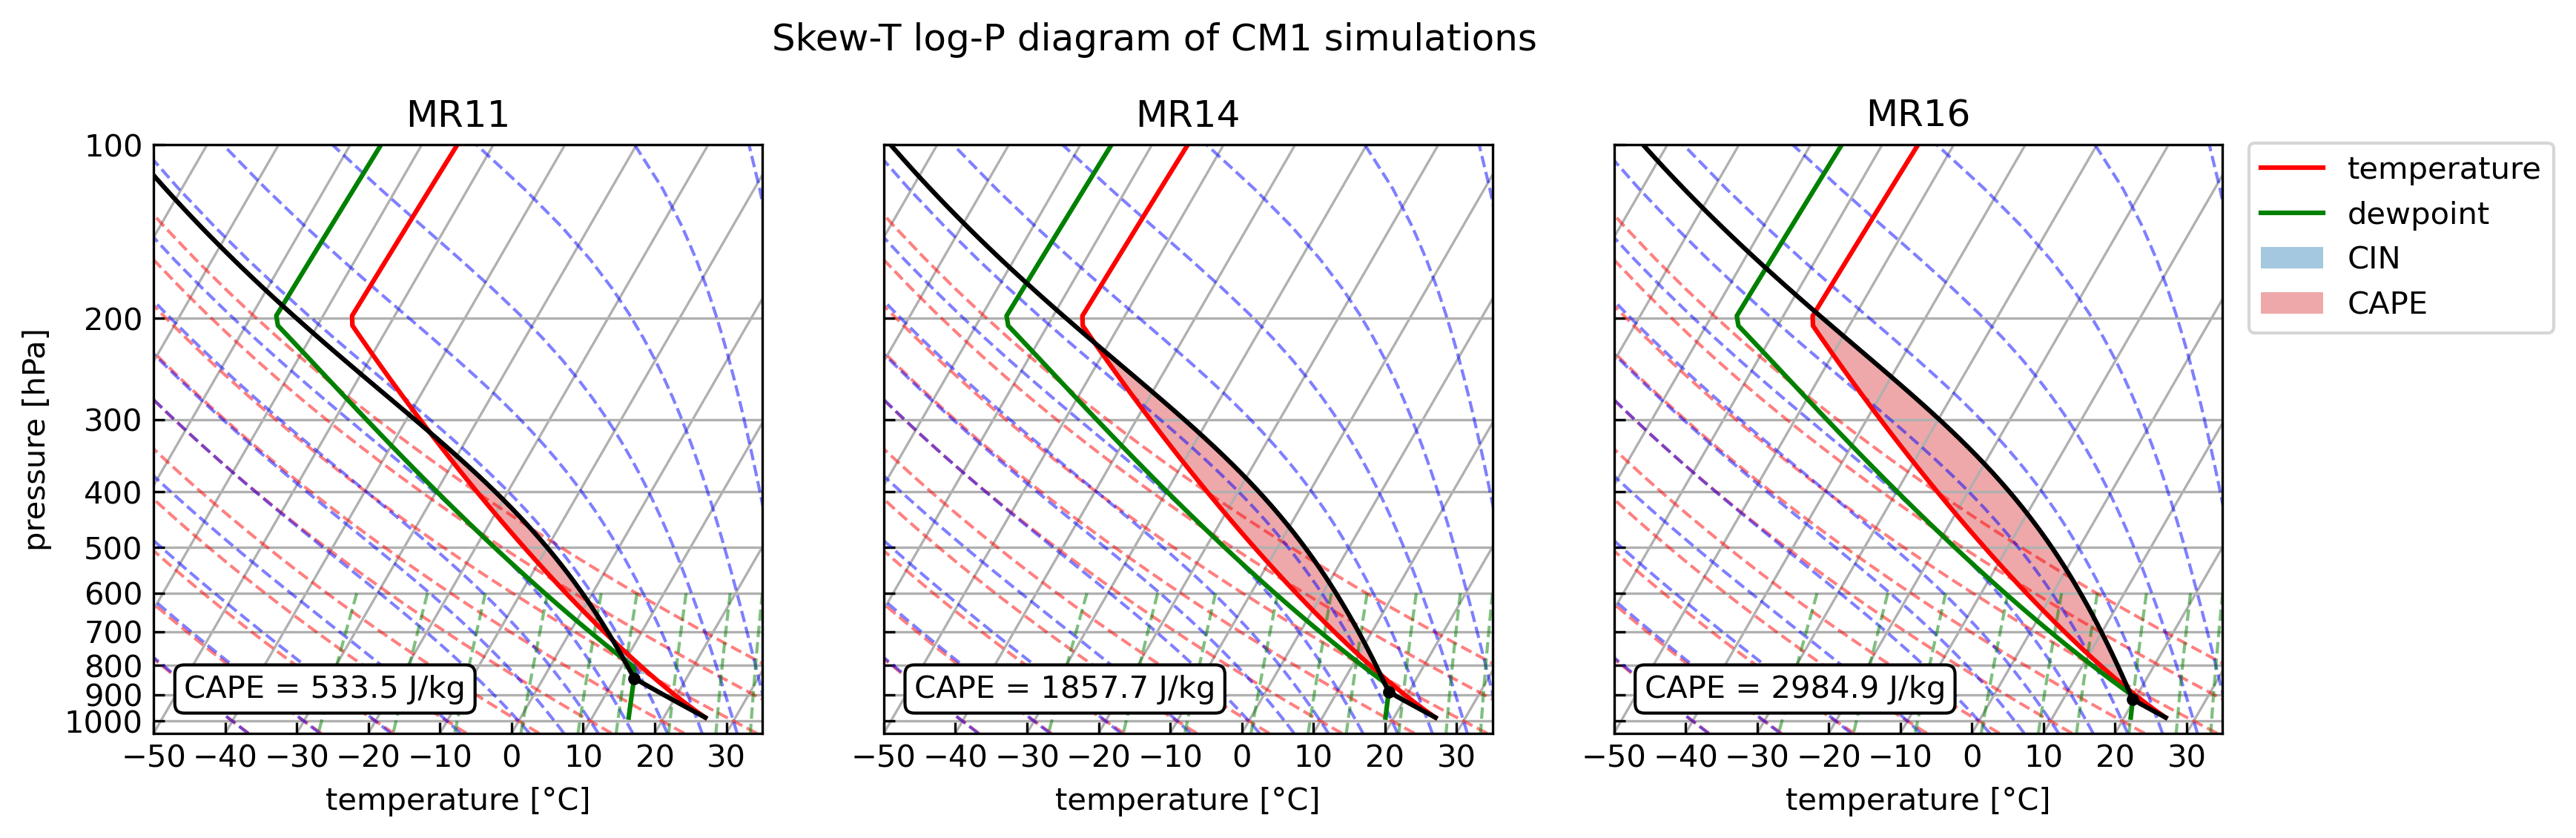 Skew-T log-P diagram of CM1 simulations
MR11
MR14
MR16
pressure [hPa]
100
200
300
400
500
600
700
800
900
1000
CAPE = 533.5 J/kg
CAPE = 1857.7 J/kg
CAPE = 2984.9 J/kg
−50 −40 −30 −20 −10 0 10 20 30
−50 −40 −30 −20 −10 0 10 20 30
−50 −40 −30 −20 −10 0 10 20 30
temperature [°C]
temperature [°C]
temperature [°C]
temperature
dewpoint
CIN
CAPE